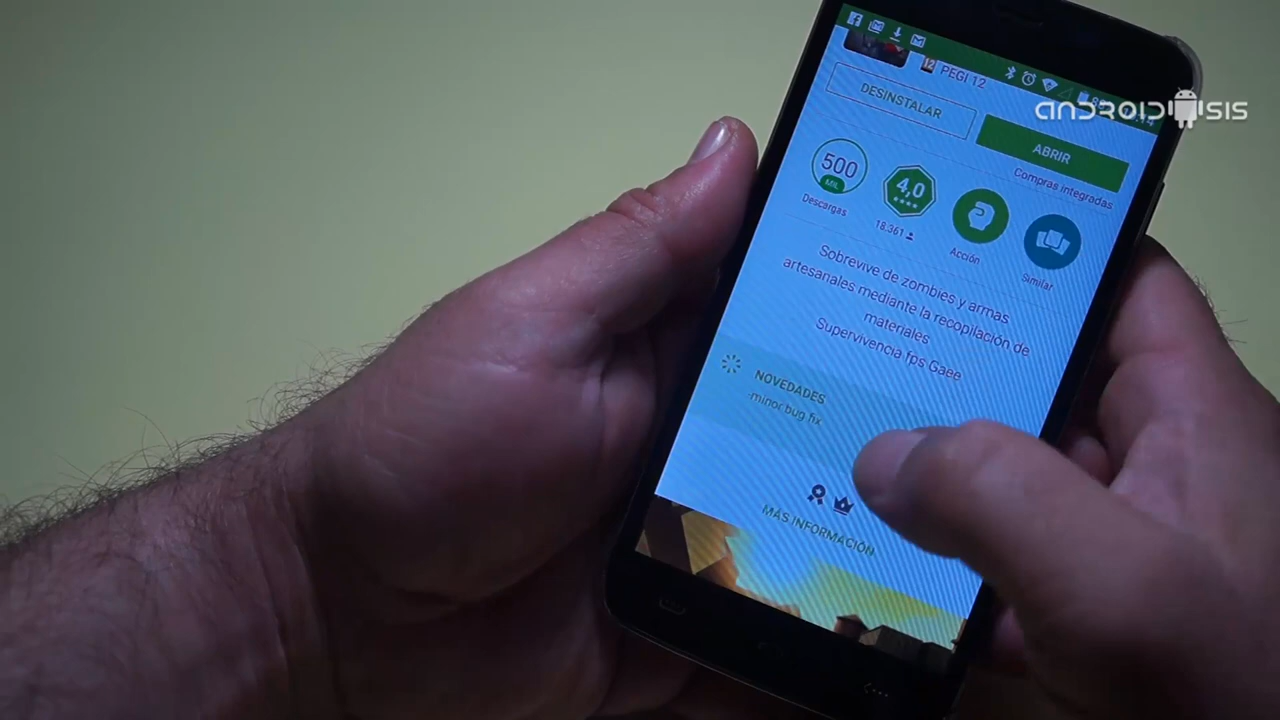 12 PEGI 12
ANDROIDSIS
DESINSTALAR
ABRIR
Compras integradas
500
MIL
Descargas
4,0
18.361
Acción
Similar
Sobrevive de zombies y armas
artesanales mediante la recopilación de
materiales
Supervivencia fps Gaee
NOVEDADES
-minor bug fix
MÁS INFORMACIÓN